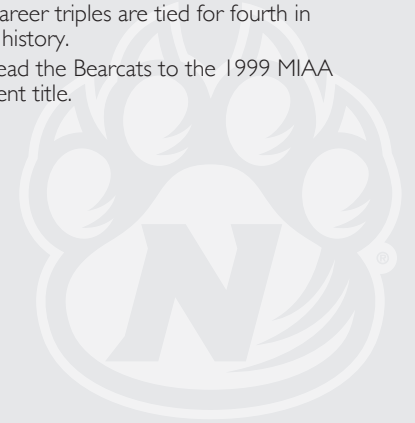 areer triples are tied for fourth in
history.
ead the Bearcats to the 1999 MIAA
ent title.
N
®